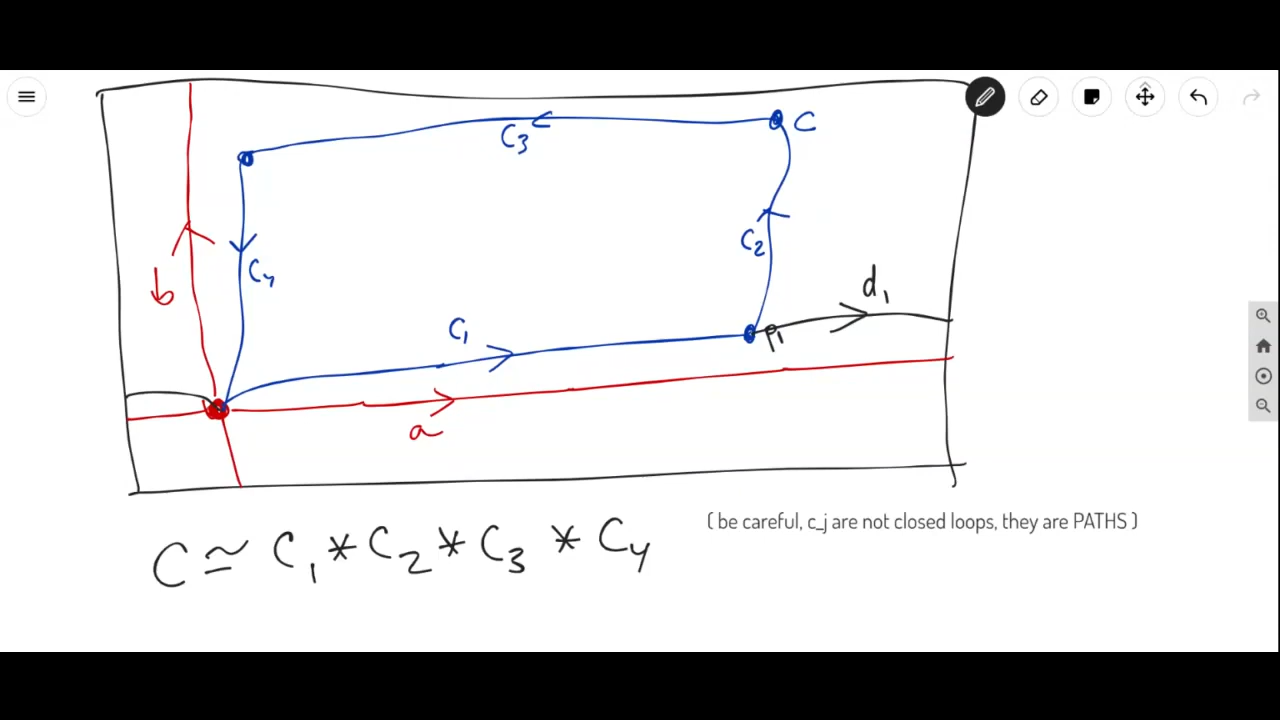 C₃
C
C₂
C₄
b
d₁
C₁
p₁
a
C ≃ C₁ * C₂ * C₃ * C₄
( be careful, c_j are not closed loops, they are PATHS )